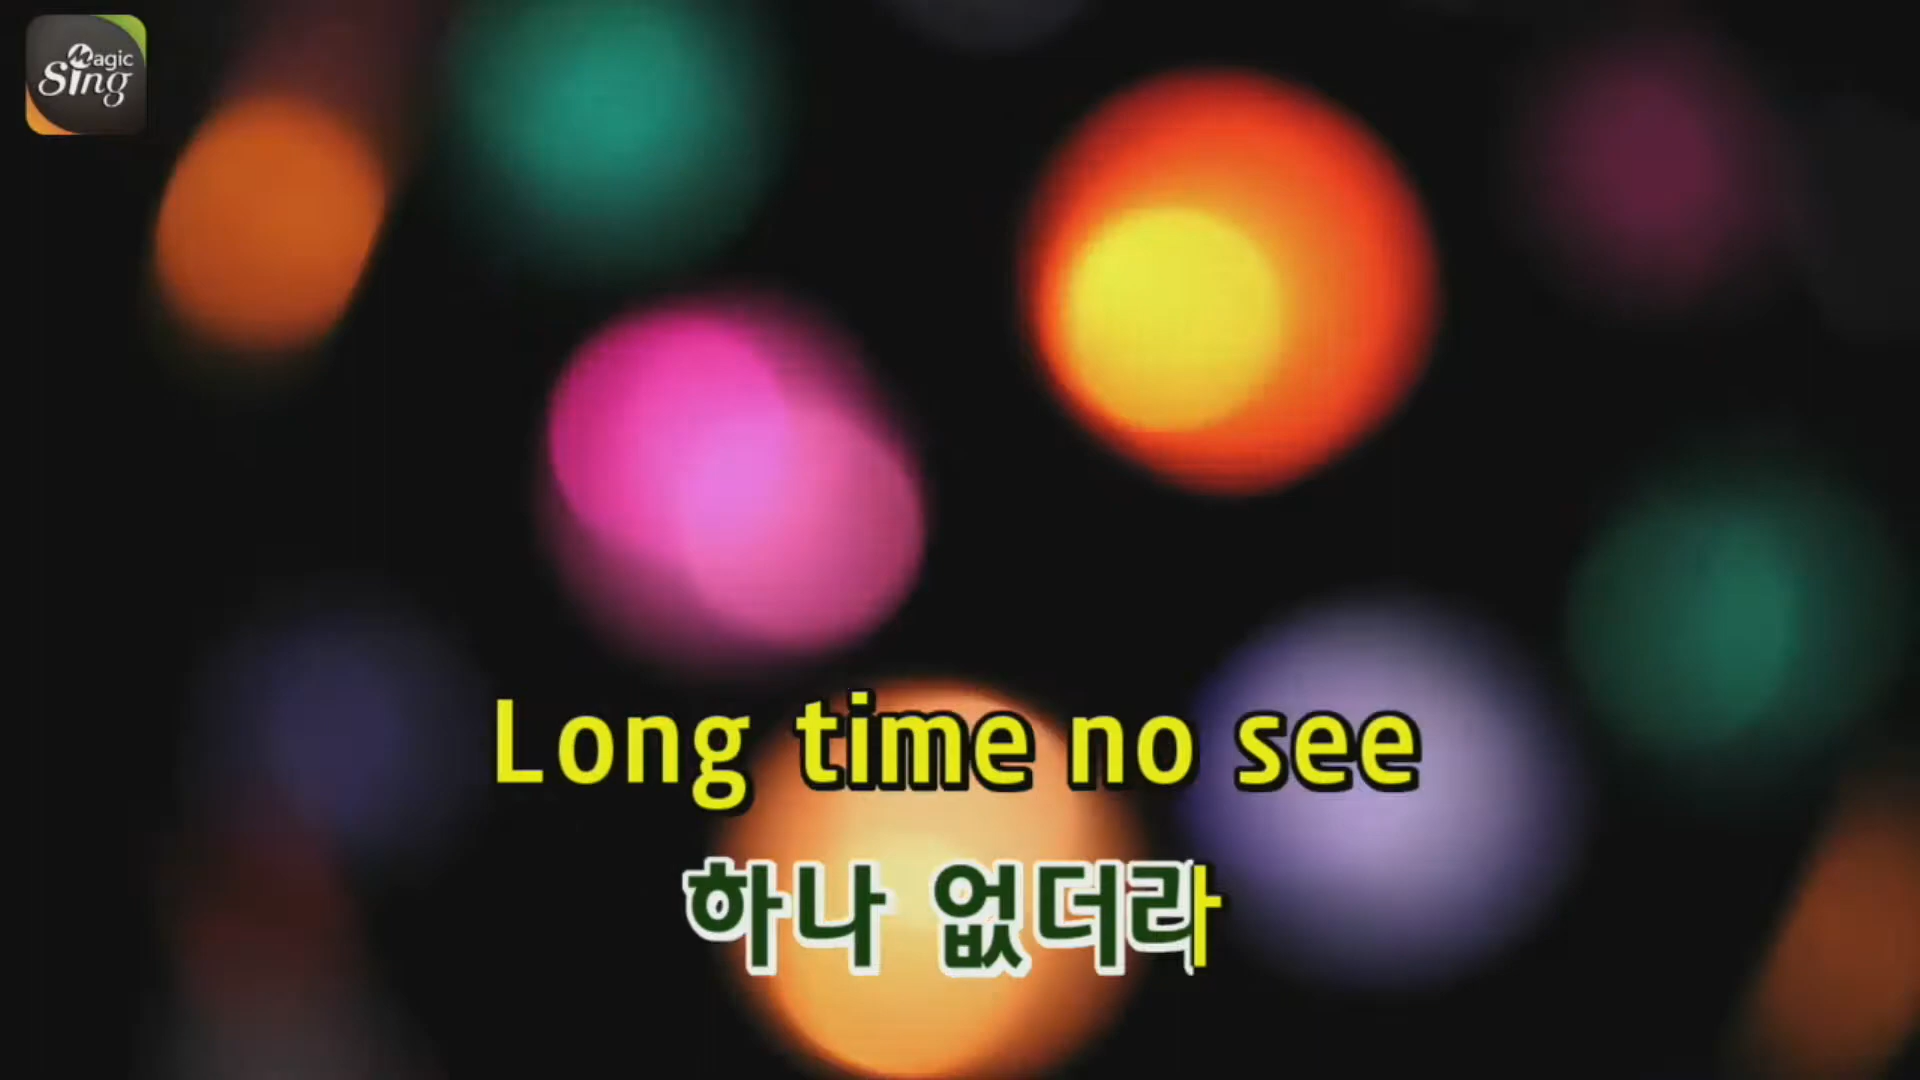 Magic
Sing
Long time no see
하나 없더라